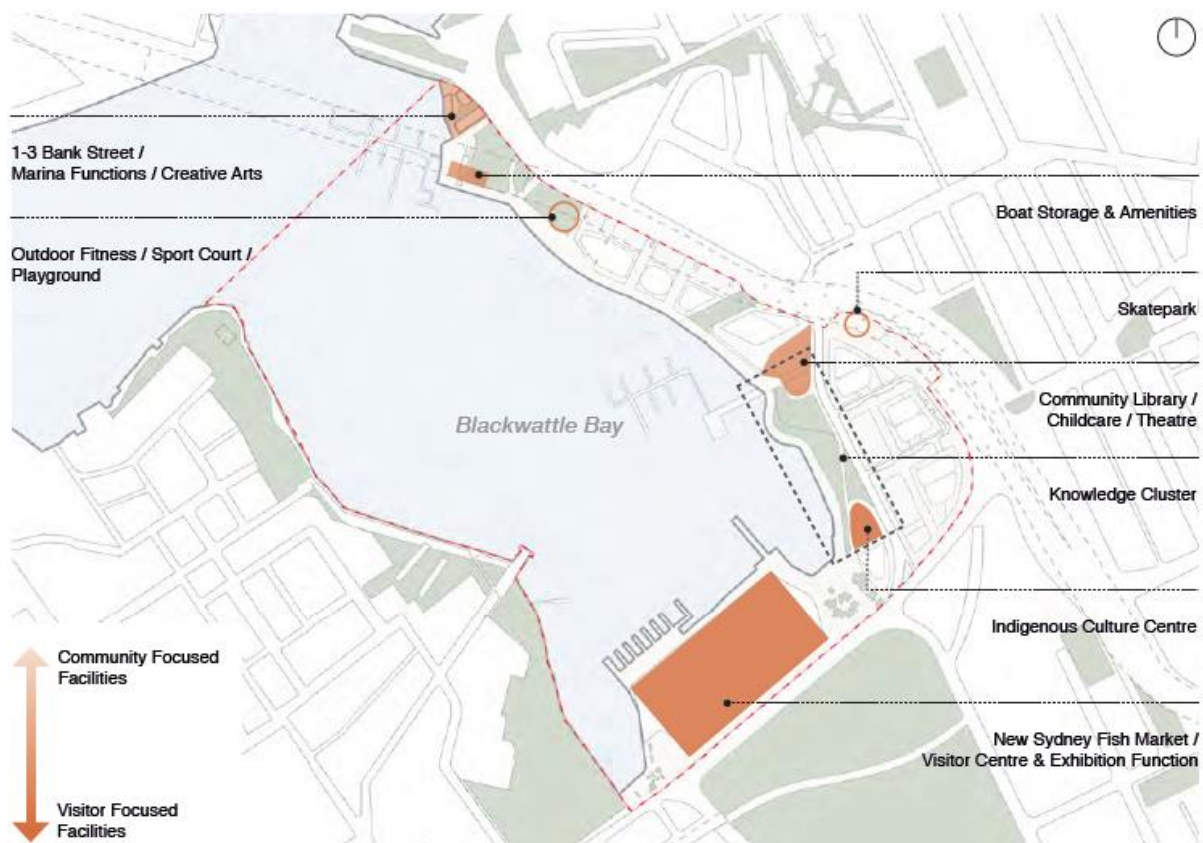 1-3 Bank Street /
Marina Functions / Creative Arts
Boat Storage & Amenities
Outdoor Fitness / Sport Court /
Playground
Skatepark
Community Library /
Childcare / Theatre
Blackwattle Bay
Knowledge Cluster
Indigenous Culture Centre
New Sydney Fish Market /
Visitor Centre & Exhibition Function
Community Focused
Facilities
Visitor Focused
Facilities